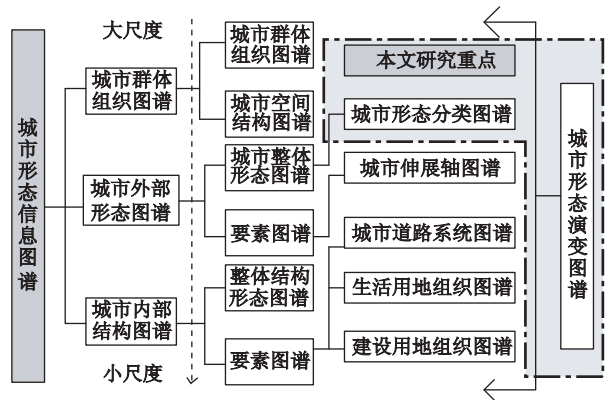 城市形态信息图谱
大尺度
小尺度
城市群体
组织图谱
城市外部
形态图谱
城市内部
结构图谱
城市群体
组织图谱
城市空间
结构图谱
城市整体
形态图谱
要素图谱
整体结构
形态图谱
要素图谱
本文研究重点
城市形态分类图谱
城市伸展轴图谱
城市道路系统图谱
生活用地组织图谱
建设用地组织图谱
城市形态演变图谱